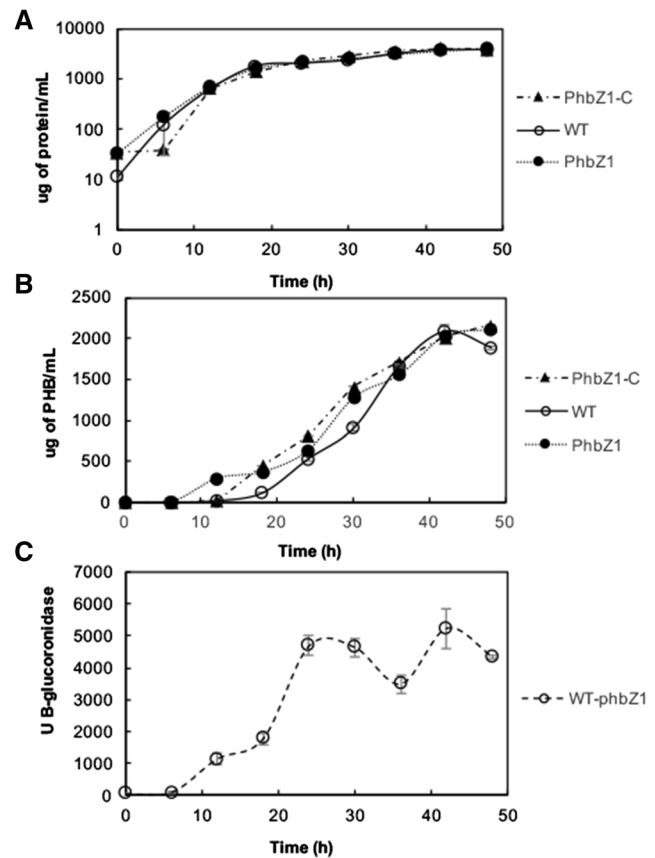 A
ug of protein/mL
10000
1000
100
10
1
0 10 20 30 40 50
Time (h)
PhbZ1-C
WT
PhbZ1
B
ug of PHB/mL
2500
2000
1500
1000
500
0
0 10 20 30 40 50
Time (h)
PhbZ1-C
WT
PhbZ1
C
U B-glucoronidase
7000
6000
5000
4000
3000
2000
1000
0
0 10 20 30 40 50
Time (h)
WT-phbZ1